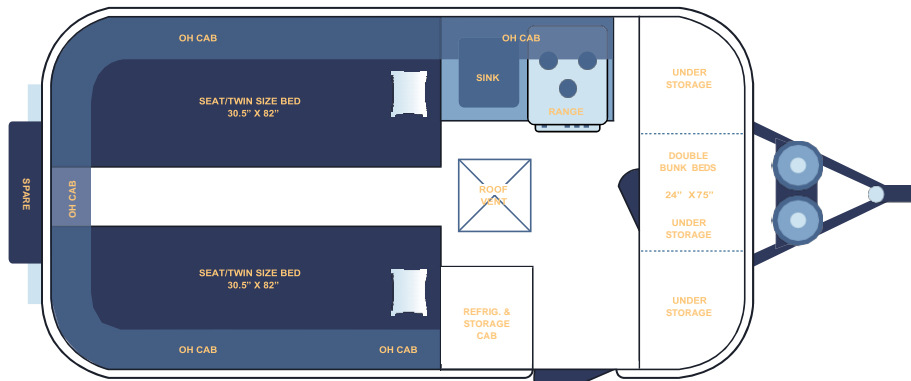 OH CAB
OH CAB
SINK
RANGE
UNDER
STORAGE
SEAT/TWIN SIZE BED
30.5” X 82”
DOUBLE
BUNK BEDS
24” X 75”
UNDER
STORAGE
SPARE
OH CAB
ROOF
VENT
SEAT/TWIN SIZE BED
30.5” X 82”
REFRIG. &
STORAGE
CAB
UNDER
STORAGE
OH CAB
OH CAB